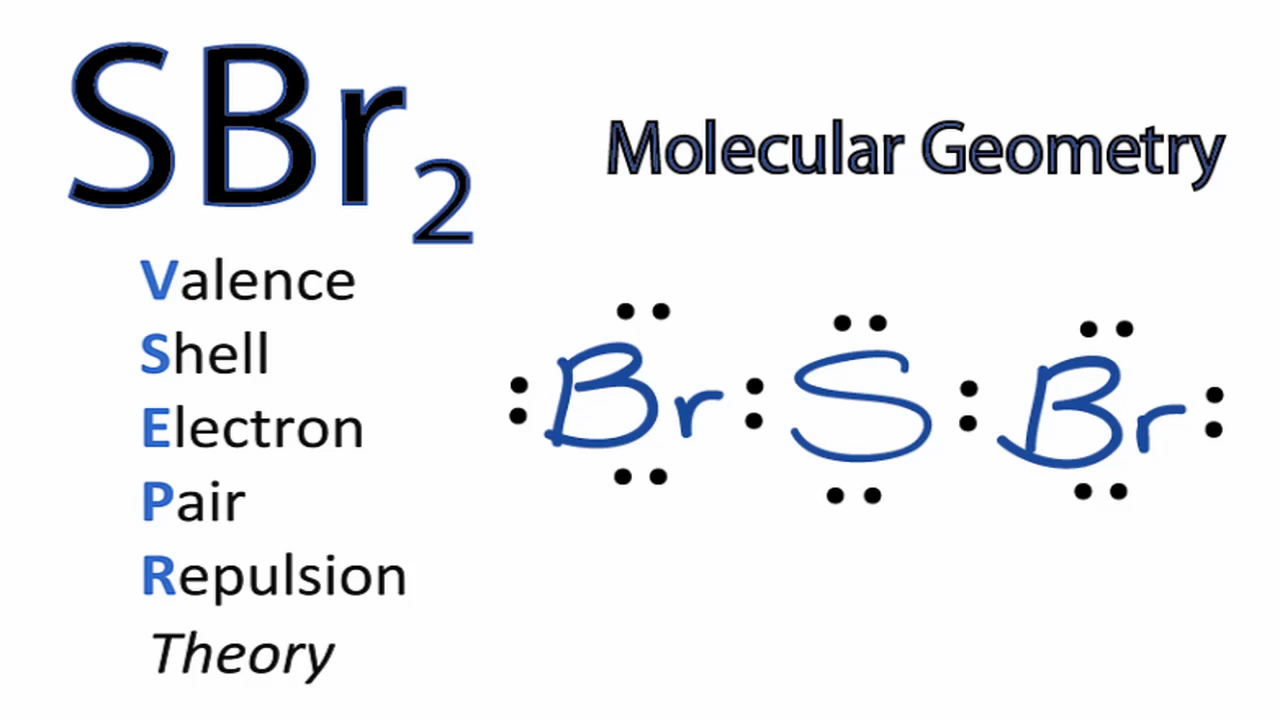 SBr₂
Molecular Geometry
Valence
Shell
Electron
Pair
Repulsion
Theory
Br S Br